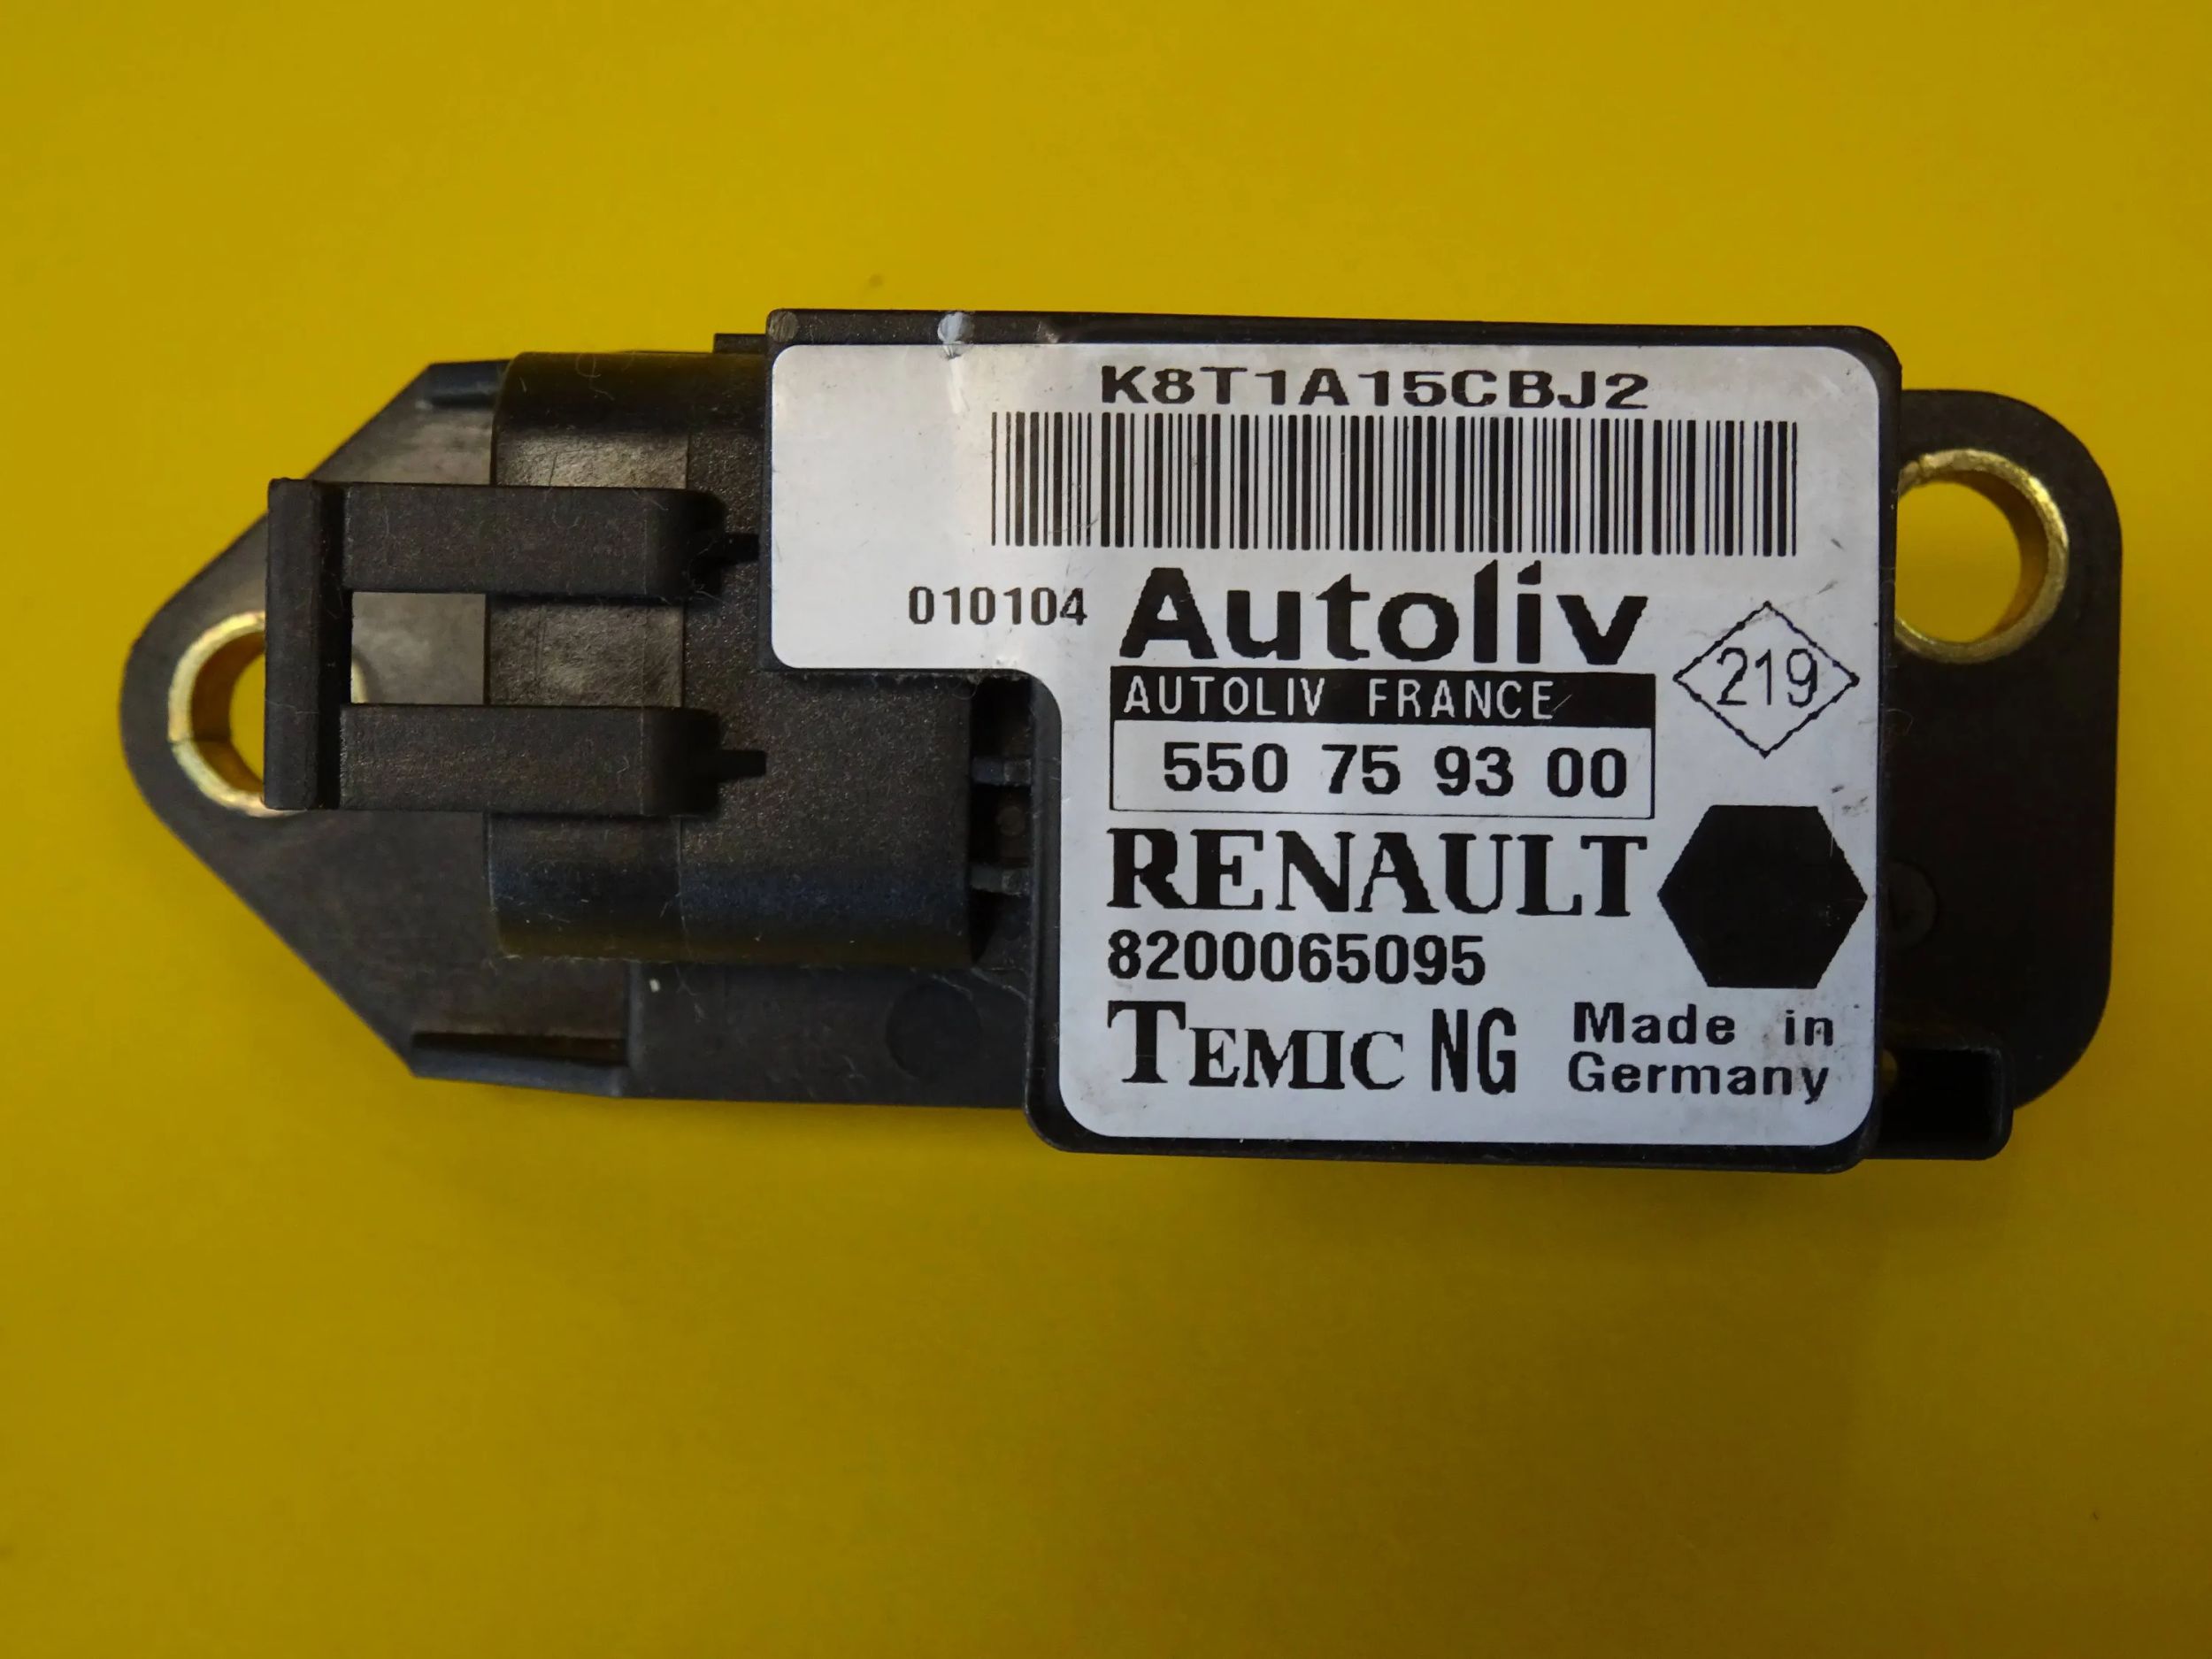 K8T1A15CBJ2
010104
Autoliv
AUTOLIV FRANCE
219
550 75 93 00
RENAULT
8200065095
TEMIC NG
Made in
Germany